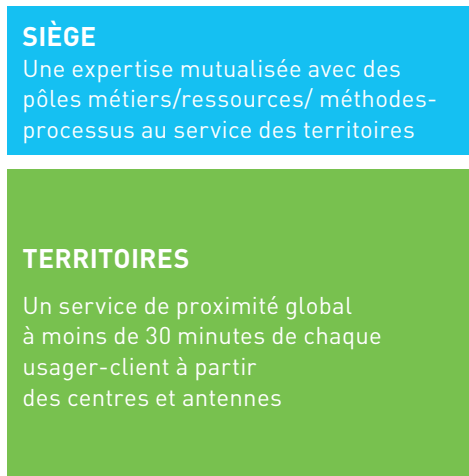 SIÈGE
Une expertise mutualisée avec des
pôles métiers/ressources/ méthodes-
processus au service des territoires
TERRITOIRES
Un service de proximité global
à moins de 30 minutes de chaque
usager-client à partir
des centres et antennes